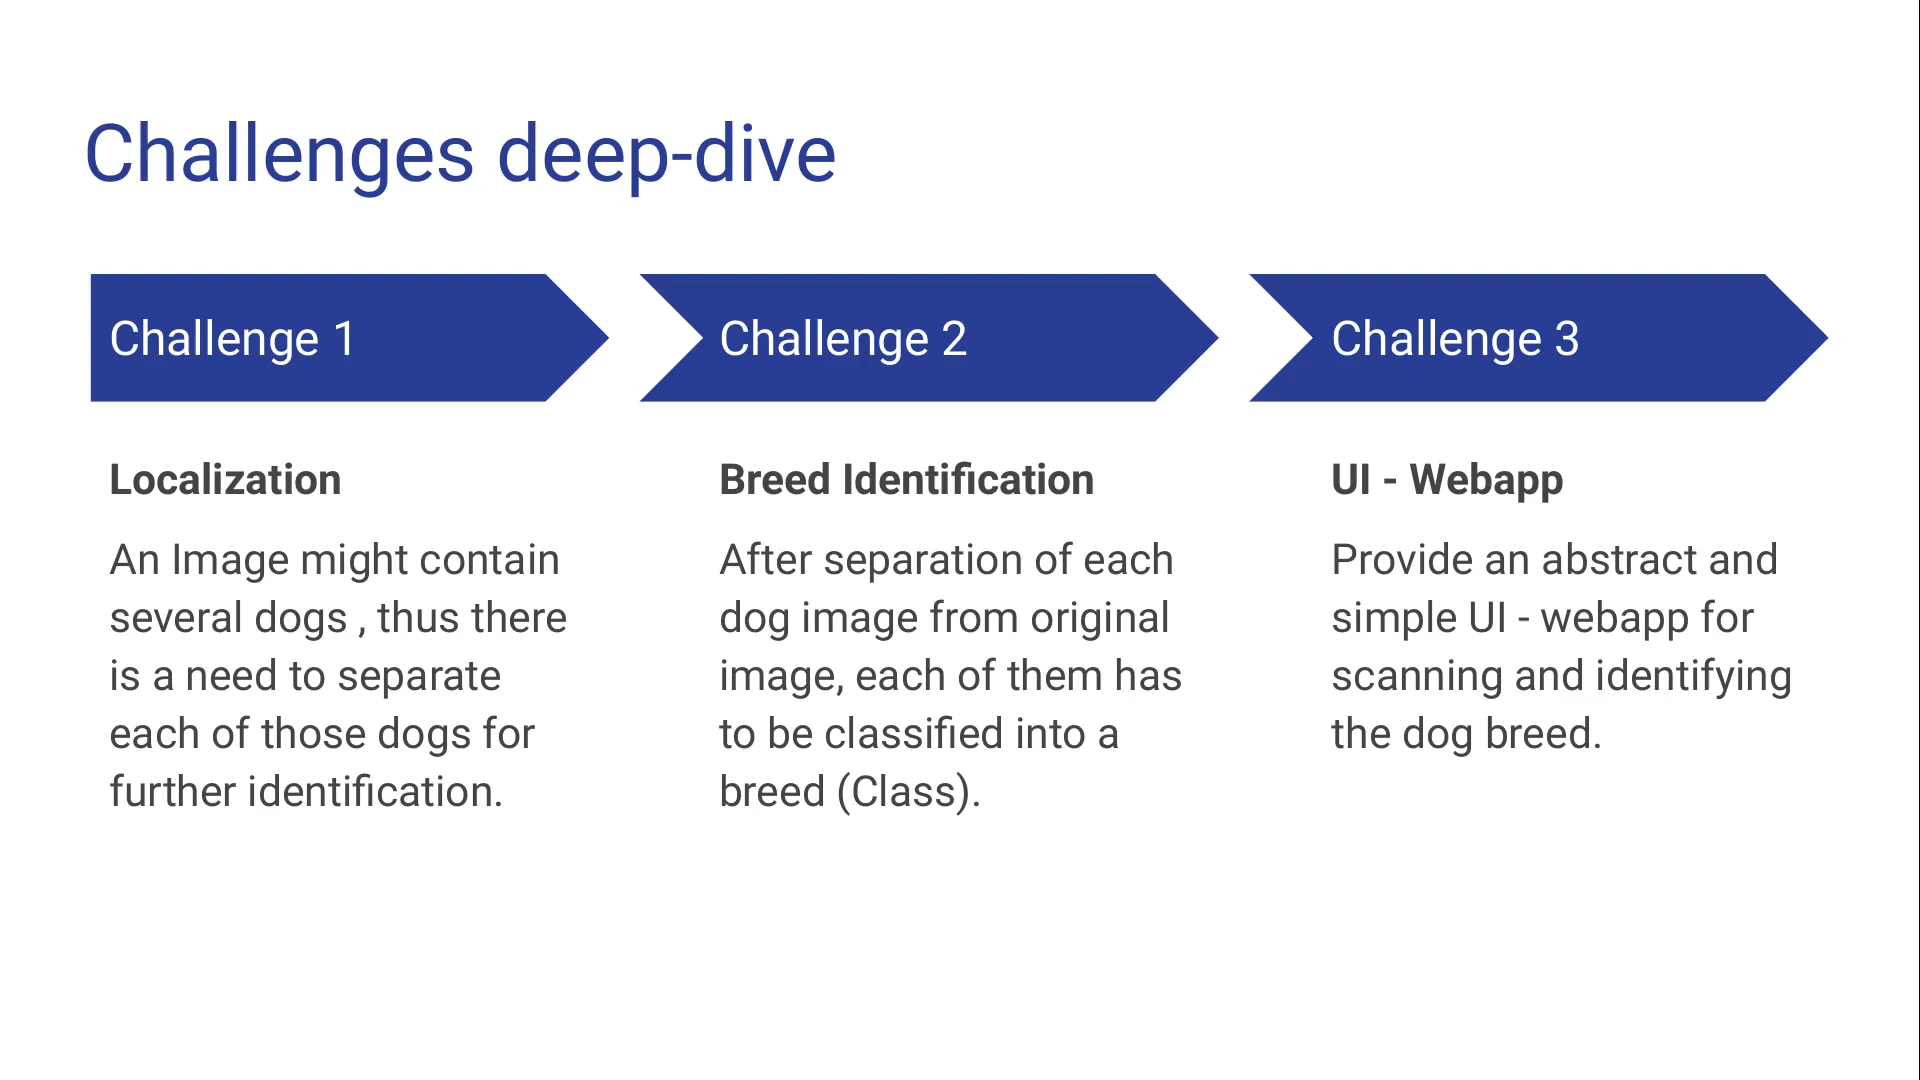 Challenges deep-dive
Challenge 1
Challenge 2
Challenge 3
Localization
An Image might contain
several dogs , thus there
is a need to separate
each of those dogs for
further identification.
Breed Identification
After separation of each
dog image from original
image, each of them has
to be classified into a
breed (Class).
UI - Webapp
Provide an abstract and
simple UI - webapp for
scanning and identifying
the dog breed.